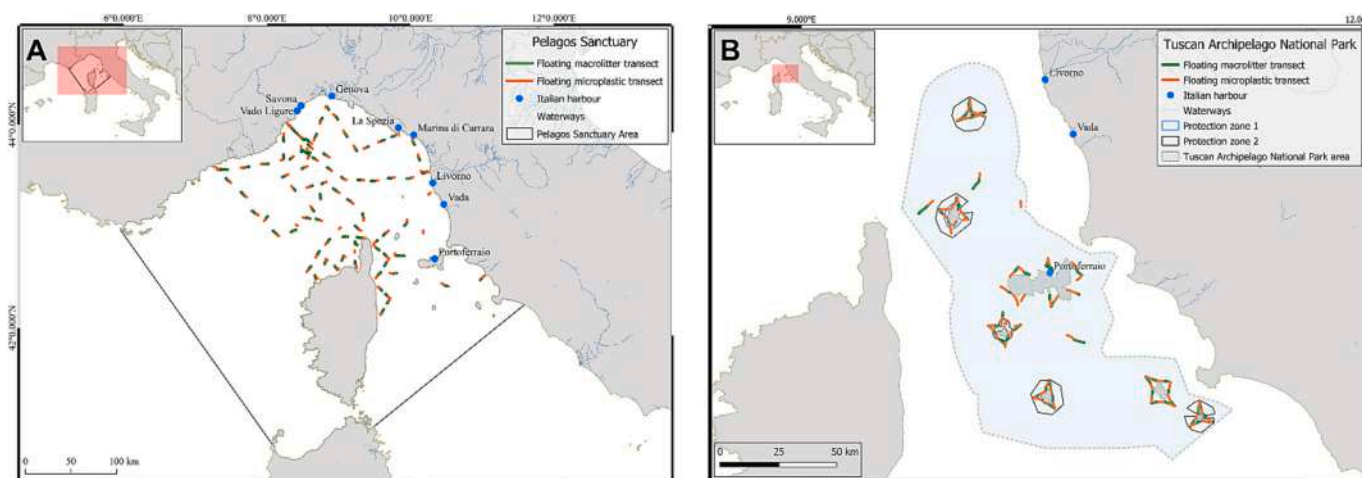 6°0.000'E
8°0.000'E
10°0.000'E
12°0.000'E
A
Pelagos Sanctuary
Floating macrolitter transect
Floating microplastic transect
Italian harbour
Waterways
Pelagos Sanctuary Area
Genova
Savona
Vado Ligure
La Spezia
Marina di Carrara
44°0.000'N
Livorno
Vada
Portoferraio
42°0.000'N
0 50 100 km
9.000°E
B
Tuscan Archipelago National Park
Floating macrolitter transect
Floating microplastic transect
Italian harbour
Waterways
Protection zone 1
Protection zone 2
Tuscan Archipelago National Park area
Livorno
Vada
Portoferraio
0 25 50 km